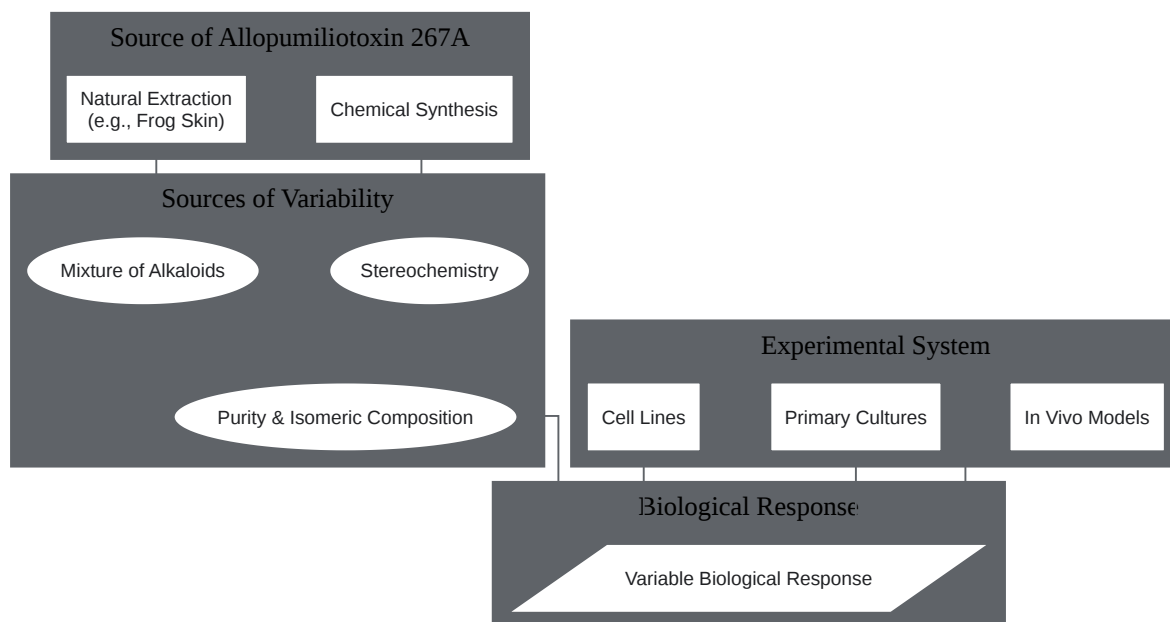 Source of Allopumiliotoxin 267A
Natural Extraction
(e.g., Frog Skin)
Chemical Synthesis
Sources of Variability
Mixture of Alkaloids
Stereochemistry
Purity & Isomeric Composition
Experimental System
Cell Lines
Primary Cultures
In Vivo Models
Biological Response
Variable Biological Response